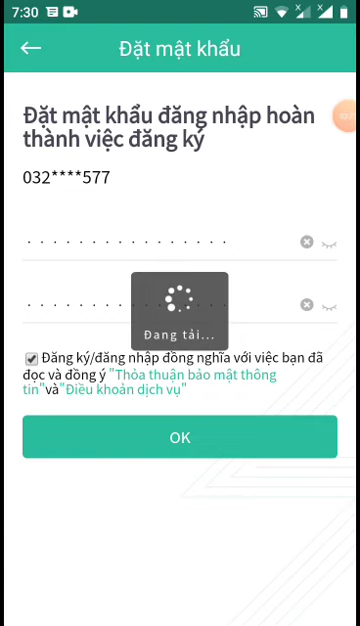 7:30
Đặt mật khẩu
Đặt mật khẩu đăng nhập hoàn
thành việc đăng ký
032****577
Đang tải...
Đăng ký/đăng nhập đồng nghĩa với việc bạn đã
đọc và đồng ý "Thỏa thuận bảo mật thông
tin"và"Điều khoản dịch vụ"
OK